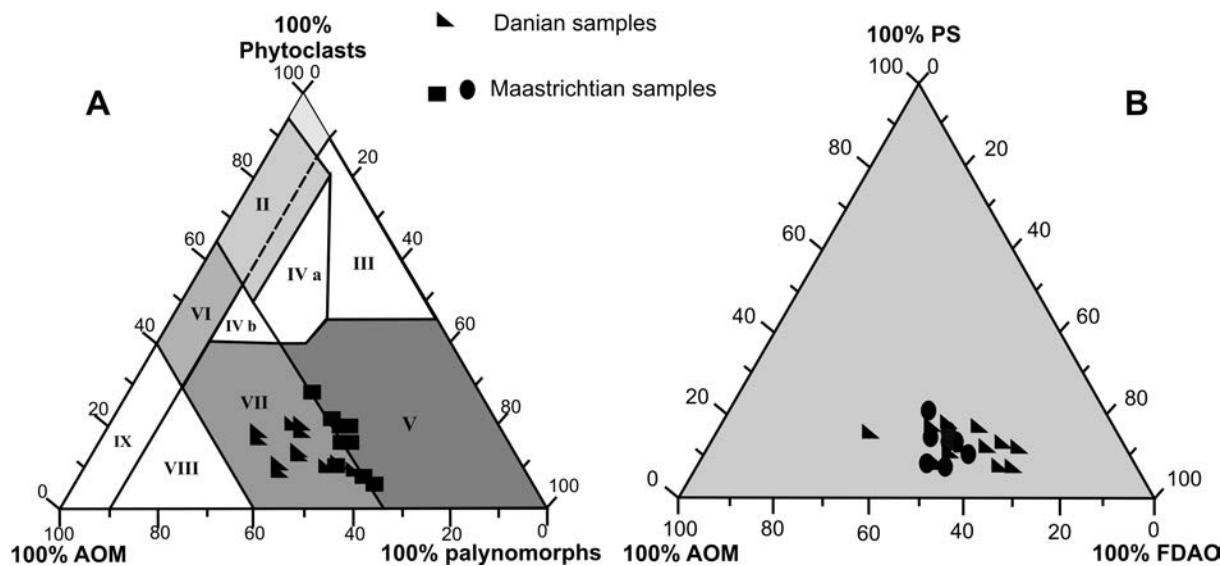 100%
Phytoclasts
100 0
A
Danian samples
Maastrichtian samples
100% PS
100 0
B
80 20
II
60 40
IV a III
VI
IV b
40 60
VII V
20 80
IX
VIII
0 100
100 80 60 40 20 0
100% AOM 100% palynomorphs
80 20
60 40
40 60
20 80
0 100
100 80 60 40 20 0
100% AOM 100% FDAO